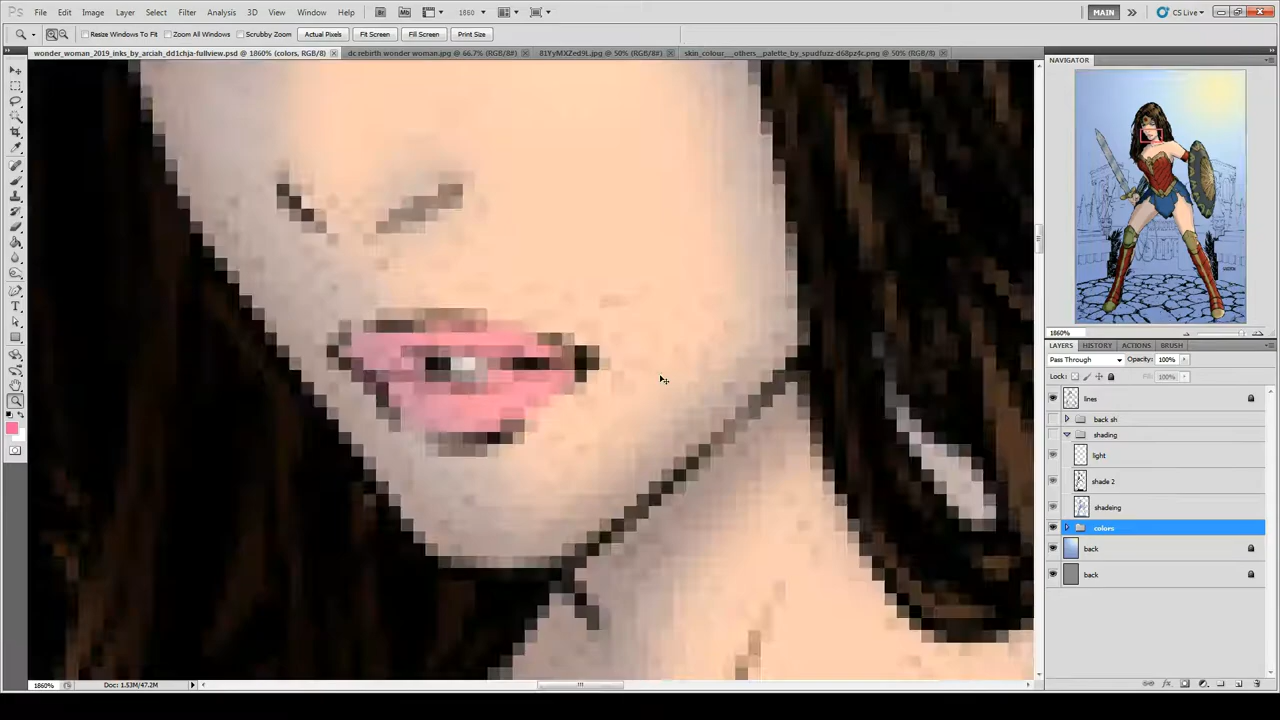 File Edit Image Layer Select Filter Analysis View Window Help 1860 MAIN CS Live
Resize Windows To Fit Zoom All Windows Scrubby Zoom Actual Pixels Fit Screen Fill Screen Print Size
wonder_woman_2019_inks_by_arciah_dd1chja-fullview.psd @ 1860% (colors, RGB/8) dc rebirth wonder woman.jpg @ 66.7% (RGB/8#) 81YyMXZed9L.jpg @ 50% (RGB/8#) skin_colour___others__palette_by_spudfuzz-d68pz4c.png @ 50% (RGB/8)
NAVIGATOR
1860%
LAYERS HISTORY ACTIONS BRUSH
Pass Through Opacity: 100%
Lock: Fill: 100%
lines
back sh
shading
light
shade 2
shadeing
colors
back
back
1860% Doc: 1.53M/47.2M